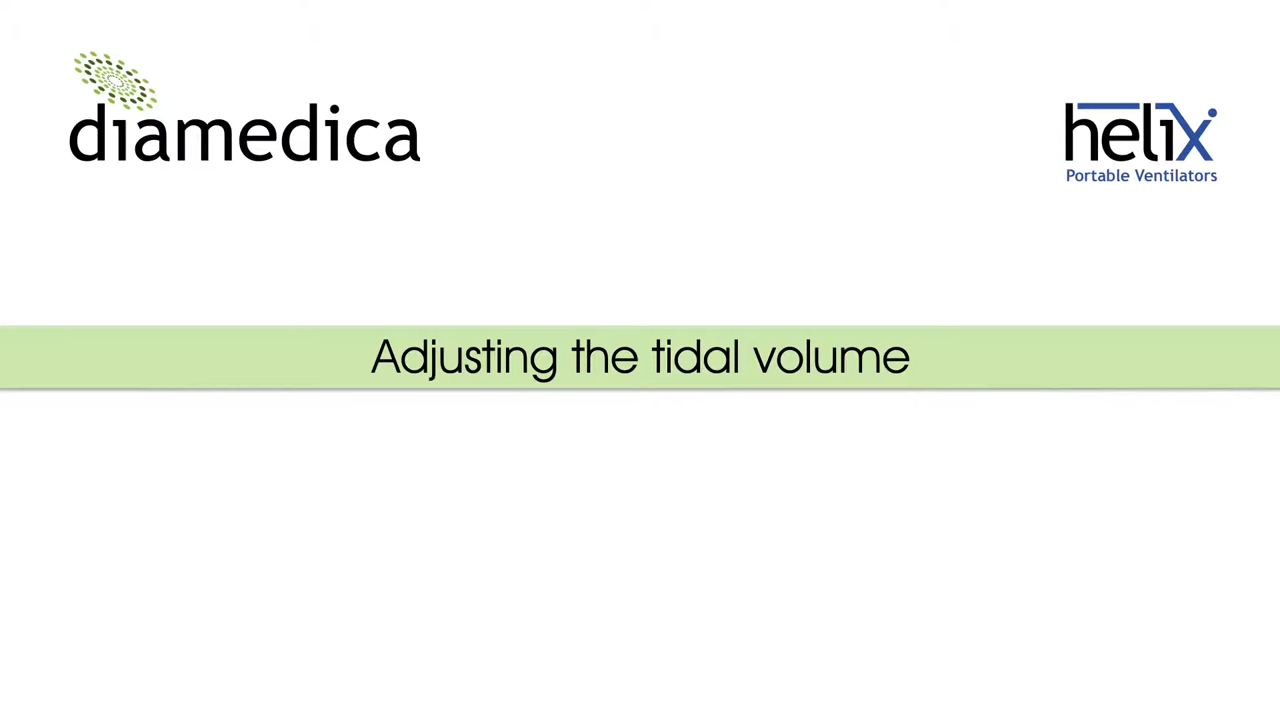 diamedica
helix
Portable Ventilators
Adjusting the tidal volume